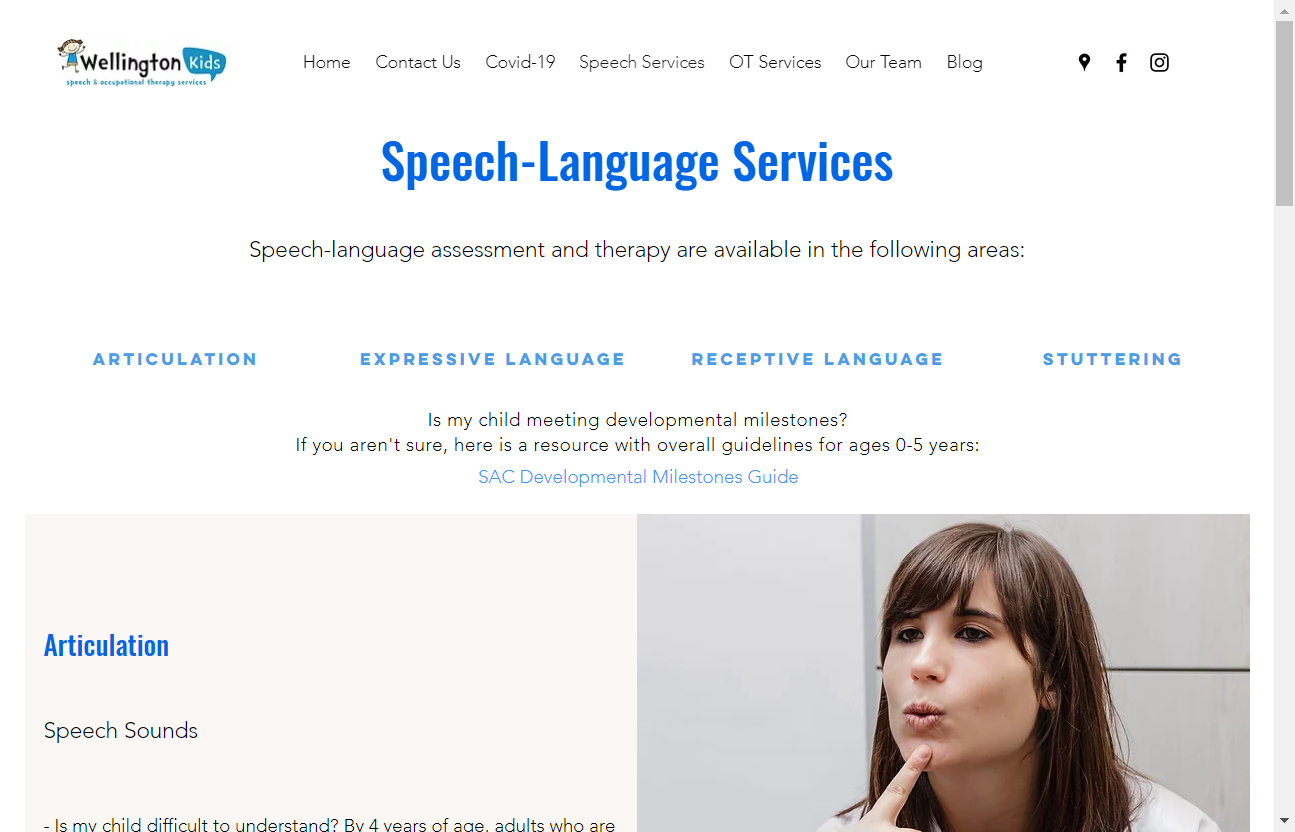 Wellington Kids
speech & occupational therapy services
Home Contact Us Covid-19 Speech Services OT Services Our Team Blog
Speech-Language Services
Speech-language assessment and therapy are available in the following areas:
ARTICULATION EXPRESSIVE LANGUAGE RECEPTIVE LANGUAGE STUTTERING
Is my child meeting developmental milestones?
If you aren't sure, here is a resource with overall guidelines for ages 0-5 years:
SAC Developmental Milestones Guide
Articulation
Speech Sounds
- Is my child difficult to understand? By 4 years of age, adults who are